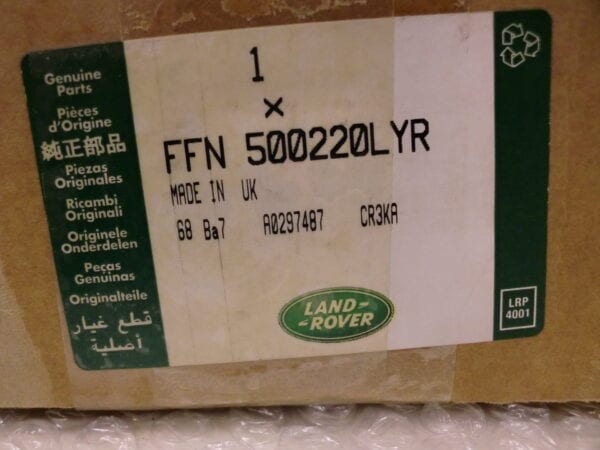 Genuine
Parts
Pièces
d'Origine
純正部品
Piezas
Originales
Ricambi
Originali
Originele
Onderdelen
Peças
Genuinas
Originalteile
قطع غيار
أصلية
1
×
FFN 500220LYR
MADE IN UK
68 Ba7 A0297487 CR3KA
LAND-
-ROVER
LRP
4001